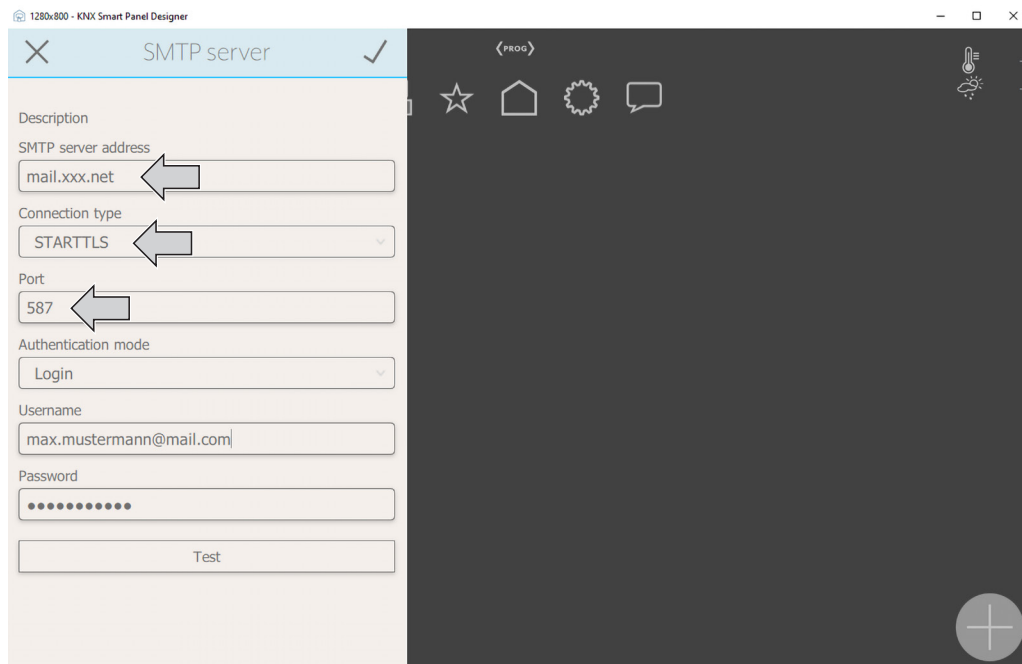 1280x800 - KNX Smart Panel Designer
SMTP server
PROG
Description
SMTP server address
mail.xxx.net
Connection type
STARTTLS
Port
587
Authentication mode
Login
Username
max.mustermann@mail.com
Password
●●●●●●●●●●●
Test